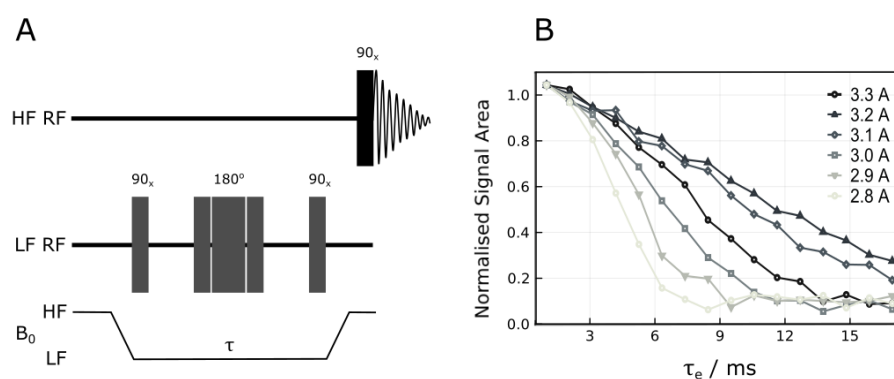 A
90ₓ
HF RF
90ₓ 180° 90ₓ
LF RF
HF
B₀
τ
LF
B
Normalised Signal Area
1.0
0.8
0.6
0.4
0.2
0.0
3 6 9 12 15
τₑ / ms
3.3 A
3.2 A
3.1 A
3.0 A
2.9 A
2.8 A